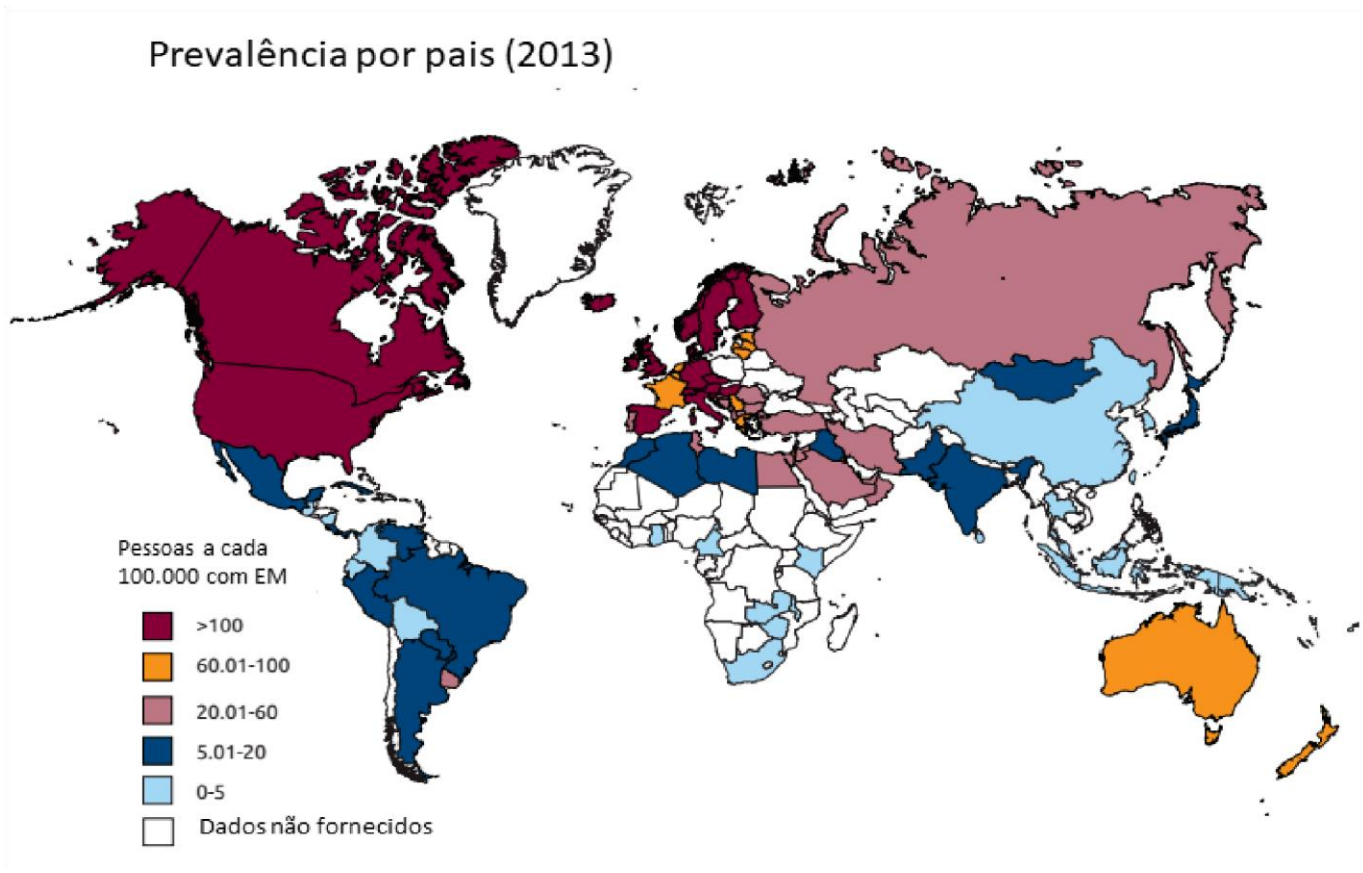 Prevalência por pais (2013)
Pessoas a cada
100.000 com EM
>100
60.01-100
20.01-60
5.01-20
0-5
Dados não fornecidos